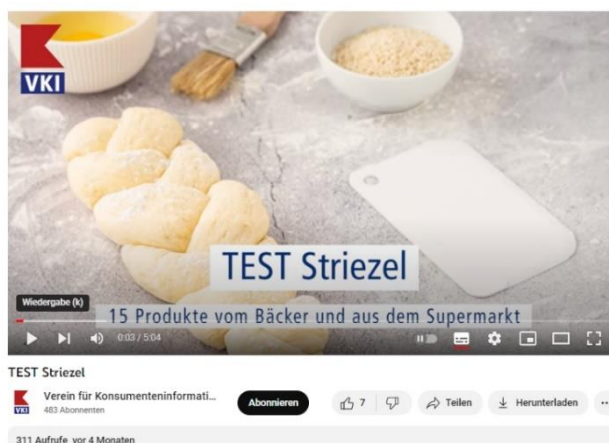 VKI
TEST Striezel
Wiedergabe (k)
15 Produkte vom Bäcker und aus dem Supermarkt
0:03 / 5:04
TEST Striezel
VKI
Verein für Konsumenteninformati...
483 Abonnenten
Abonnieren
7
Teilen
Herunterladen
311 Aufrufe vor 4 Monaten